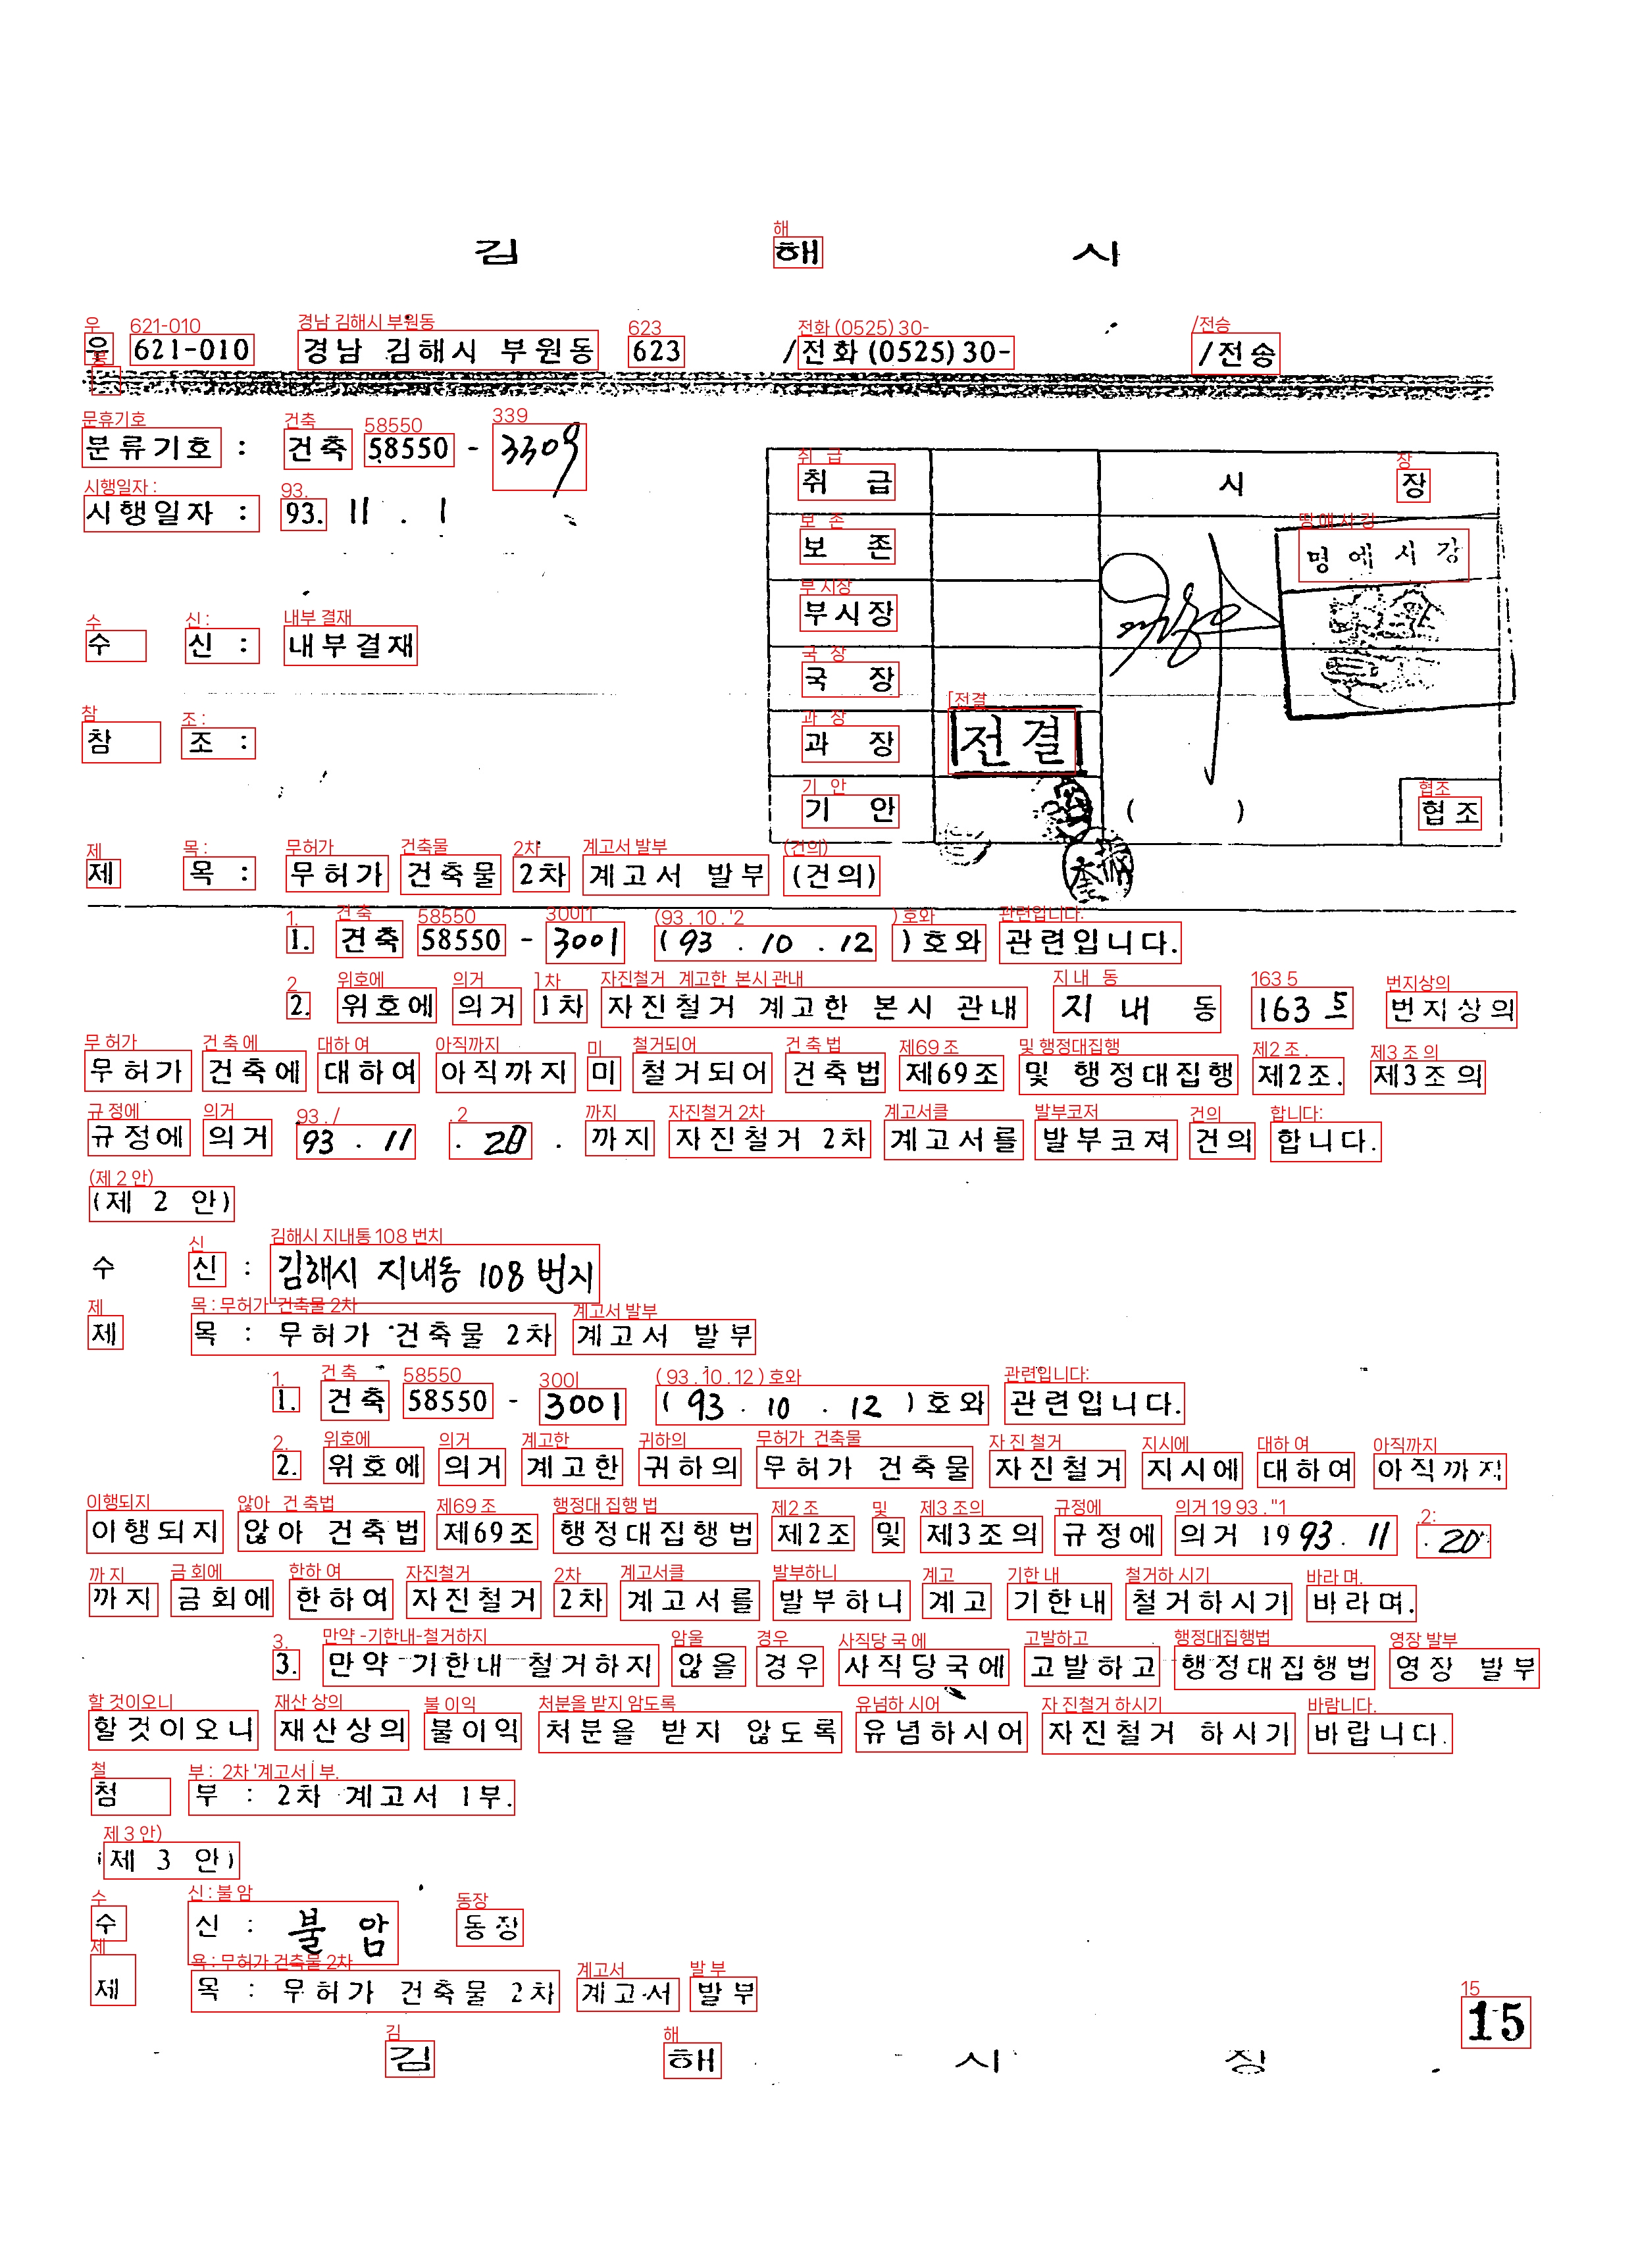 김 해 시
우 621-010 경남 김해시 부원동 623 /전화 (0525) 30- /전송
분류기호 : 건축 58550 - 3309
시행일자 : 93. 11 . 1
취 급 시 장
보 존
부시장
수 신 : 내부결재
국 장
참 조 :
과 장 전결
기 안 ( ) 협조
제 목 : 무허가 건축물 2차 계고서 발부 (건의)
1. 건축 58550 - 3001 ( 93 . 10 . 12 ) 호와 관련입니다.
2. 위호에 의거 1차 자진철거 계고한 본시 관내 지 내 동 163 5 번지상의
무허가 건축에 대하여 아직까지 미 철거되어 건축법 제69조 및 행정대집행 제2조. 제3조의
규정에 의거 93 . 11 . 20 . 까지 자진철거 2차 계고서를 발부코져 건의 합니다.
(제 2 안)
수 신 : 김해시 지내동 108 번지
제 목 : 무허가 건축물 2차 계고서 발부
1. 건축 58550 - 3001 ( 93 . 10 . 12 ) 호와 관련입니다.
2. 위호에 의거 계고한 귀하의 무허가 건축물 자진철거 지시에 대하여 아직까지
이행되지 않아 건축법 제69조 행정대집행법 제2조 및 제3조의 규정에 의거 1993. 11 . 20
까지 금회에 한하여 자진철거 2차 계고서를 발부하니 계고 기한내 철거하시기 바라며.
3. 만약 기한내 철거하지 않을 경우 사직당국에 고발하고 행정대집행법 영장 발부
할것이오니 재산상의 불이익 처분을 받지 않도록 유념하시어 자진철거 하시기 바랍니다.
첨 부 : 2차 계고서 1부.
(제 3 안)
수 신 : 불 암 동장
제 목 : 무허가 건축물 2차 계고서 발부
15
김 해 시 장